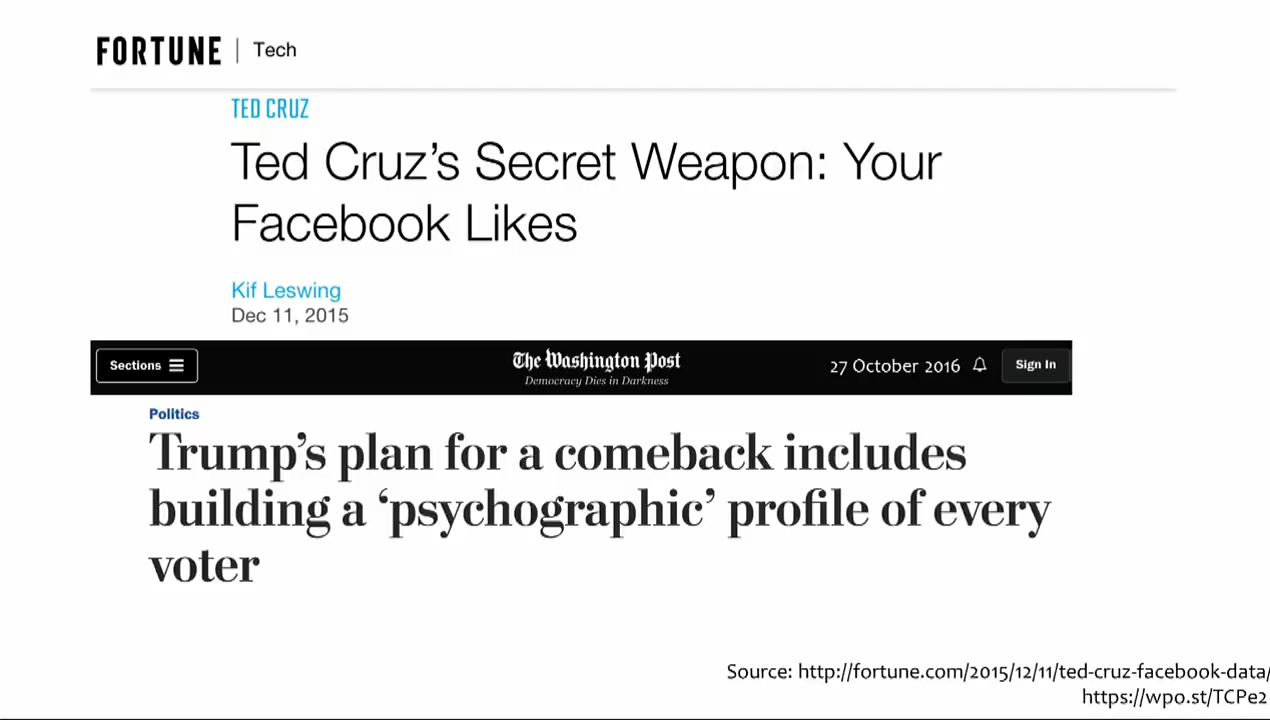 FORTUNE | Tech
TED CRUZ
Ted Cruz’s Secret Weapon: Your
Facebook Likes
Kif Leswing
Dec 11, 2015
Sections The Washington Post 27 October 2016 Sign In
Democracy Dies in Darkness
Politics
Trump’s plan for a comeback includes
building a ‘psychographic’ profile of every
voter
Source: http://fortune.com/2015/12/11/ted-cruz-facebook-data/
https://wpo.st/TCPe2